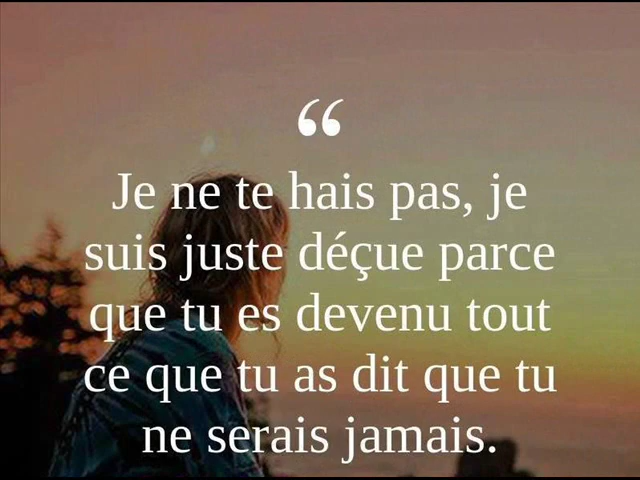 “
Je ne te hais pas, je
suis juste déçue parce
que tu es devenu tout
ce que tu as dit que tu
ne serais jamais.